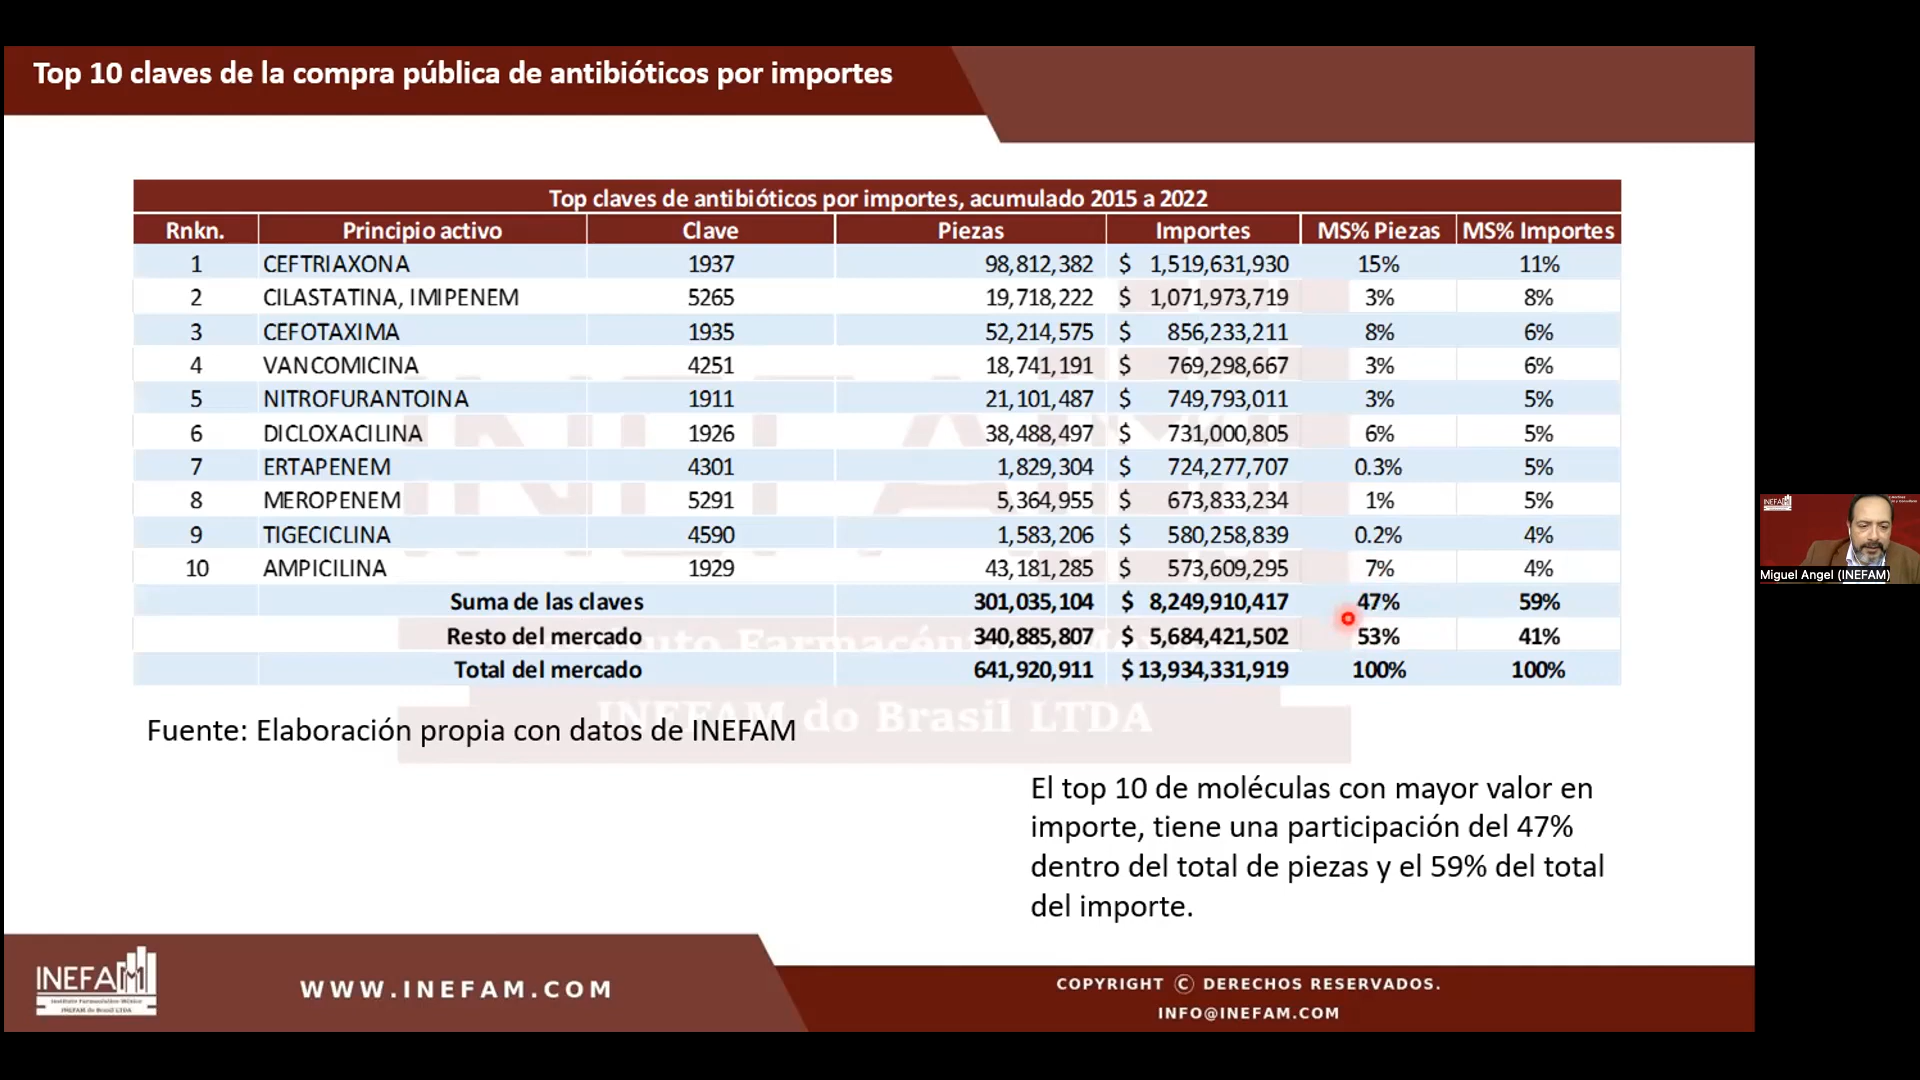 Top 10 claves de la compra pública de antibióticos por importes
Top claves de antibióticos por importes, acumulado 2015 a 2022
Rnkn. Principio activo Clave Piezas Importes MS% Piezas MS% Importes
1 CEFTRIAXONA 1937 98,812,382 $ 1,519,631,930 15% 11%
2 CILASTATINA, IMIPENEM 5265 19,718,222 $ 1,071,973,719 3% 8%
3 CEFOTAXIMA 1935 52,214,575 $ 856,233,211 8% 6%
4 VANCOMICINA 4251 18,741,191 $ 769,298,667 3% 6%
5 NITROFURANTOINA 1911 21,101,487 $ 749,793,011 3% 5%
6 DICLOXACILINA 1926 38,488,497 $ 731,000,805 6% 5%
7 ERTAPENEM 4301 1,829,304 $ 724,277,707 0.3% 5%
8 MEROPENEM 5291 5,364,955 $ 673,833,234 1% 5%
9 TIGECICLINA 4590 1,583,206 $ 580,258,839 0.2% 4%
10 AMPICILINA 1929 43,181,285 $ 573,609,295 7% 4%
Suma de las claves 301,035,104 $ 8,249,910,417 47% 59%
Resto del mercado 340,885,807 $ 5,684,421,502 53% 41%
Total del mercado 641,920,911 $ 13,934,331,919 100% 100%
INEFAM do Brasil LTDA
Fuente: Elaboración propia con datos de INEFAM
El top 10 de moléculas con mayor valor en
importe, tiene una participación del 47%
dentro del total de piezas y el 59% del total
del importe.
INEFAM
Instituto Farmacéutico México
INEFAM do Brasil LTDA
WWW.INEFAM.COM
COPYRIGHT © DERECHOS RESERVADOS.
INFO@INEFAM.COM
INEFAM
Miguel Angel (INEFAM)